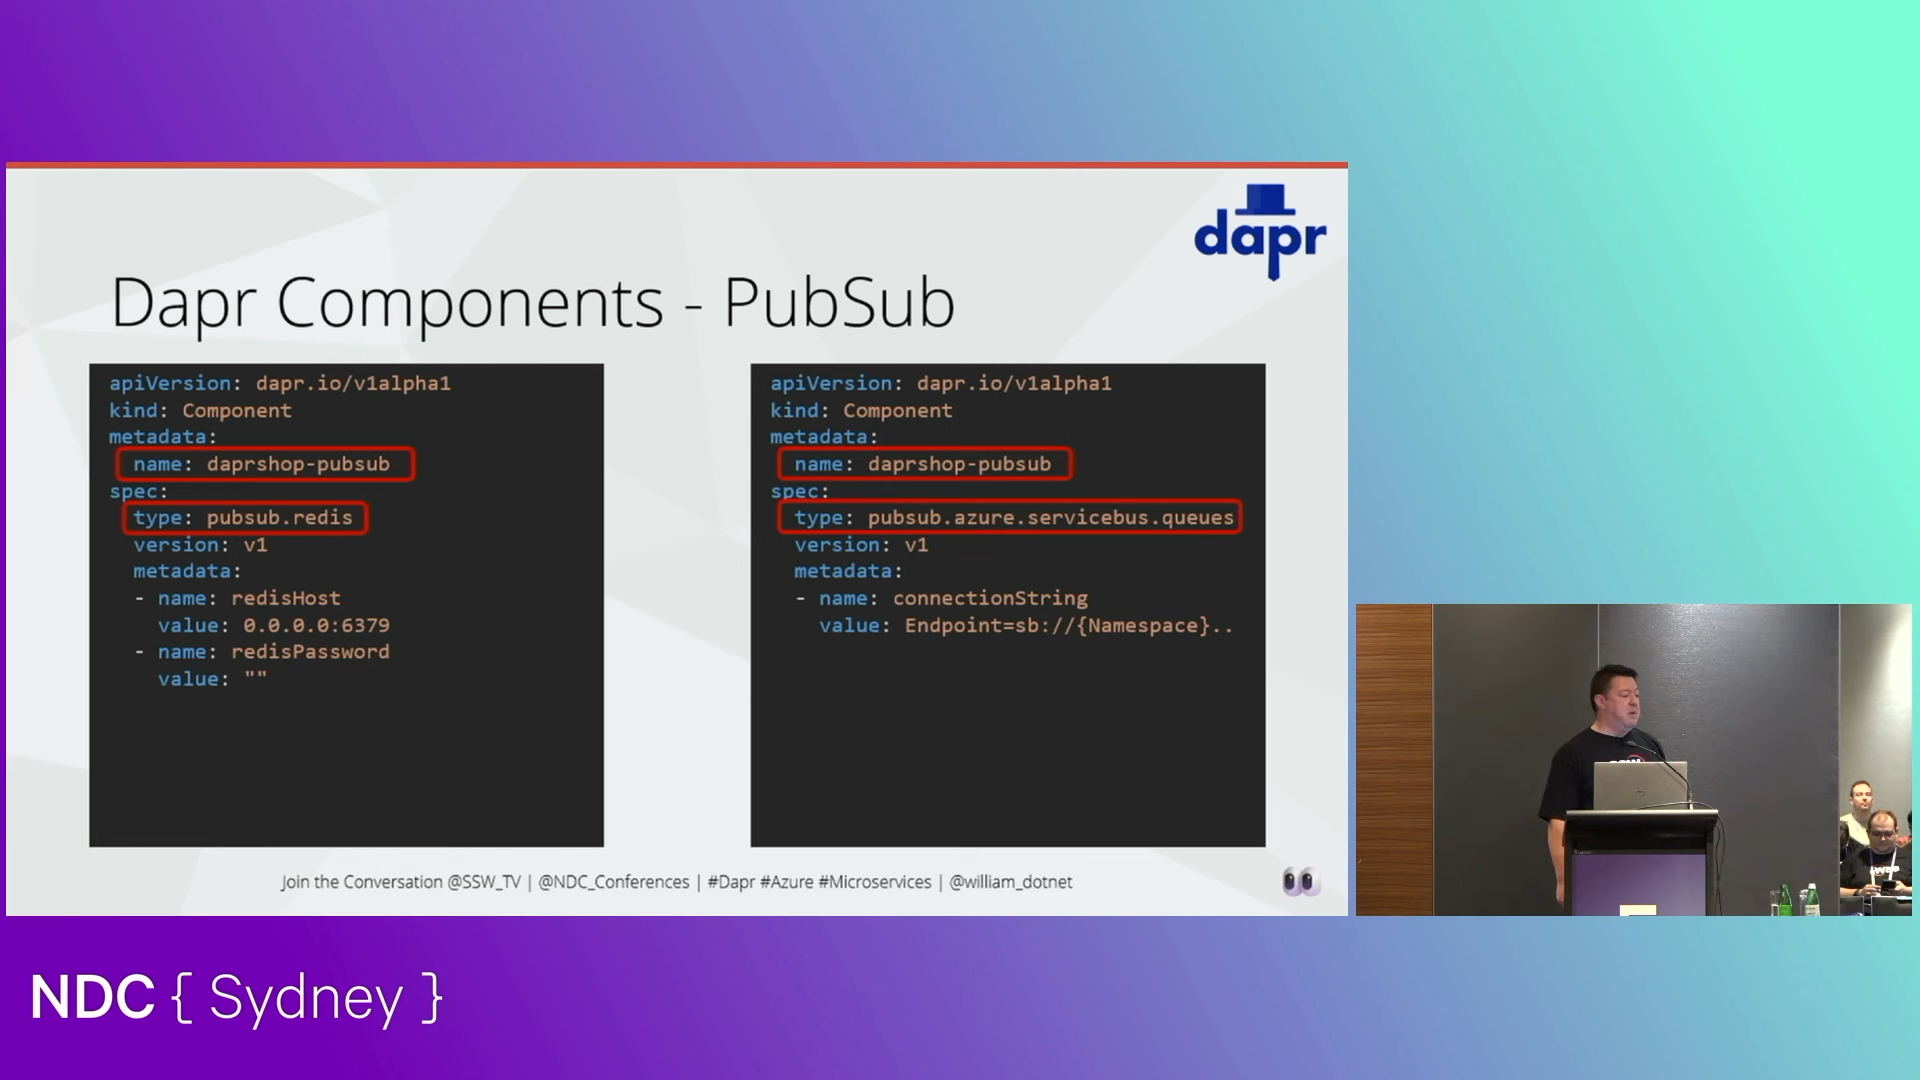 dapr
Dapr Components - PubSub
apiVersion: dapr.io/v1alpha1
kind: Component
metadata:
name: daprshop-pubsub
spec:
type: pubsub.redis
version: v1
metadata:
- name: redisHost
value: 0.0.0.0:6379
- name: redisPassword
value: ""
apiVersion: dapr.io/v1alpha1
kind: Component
metadata:
name: daprshop-pubsub
spec:
type: pubsub.azure.servicebus.queues
version: v1
metadata:
- name: connectionString
value: Endpoint=sb://{Namespace}..
Join the Conversation @SSW_TV | @NDC_Conferences | #Dapr #Azure #Microservices | @william_dotnet
NDC { Sydney }